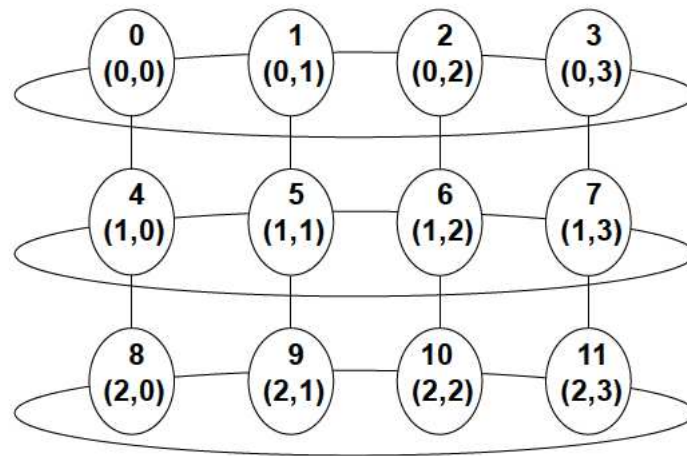 0 1 2 3
(0,0) (0,1) (0,2) (0,3)
4 5 6 7
(1,0) (1,1) (1,2) (1,3)
8 9 10 11
(2,0) (2,1) (2,2) (2,3)